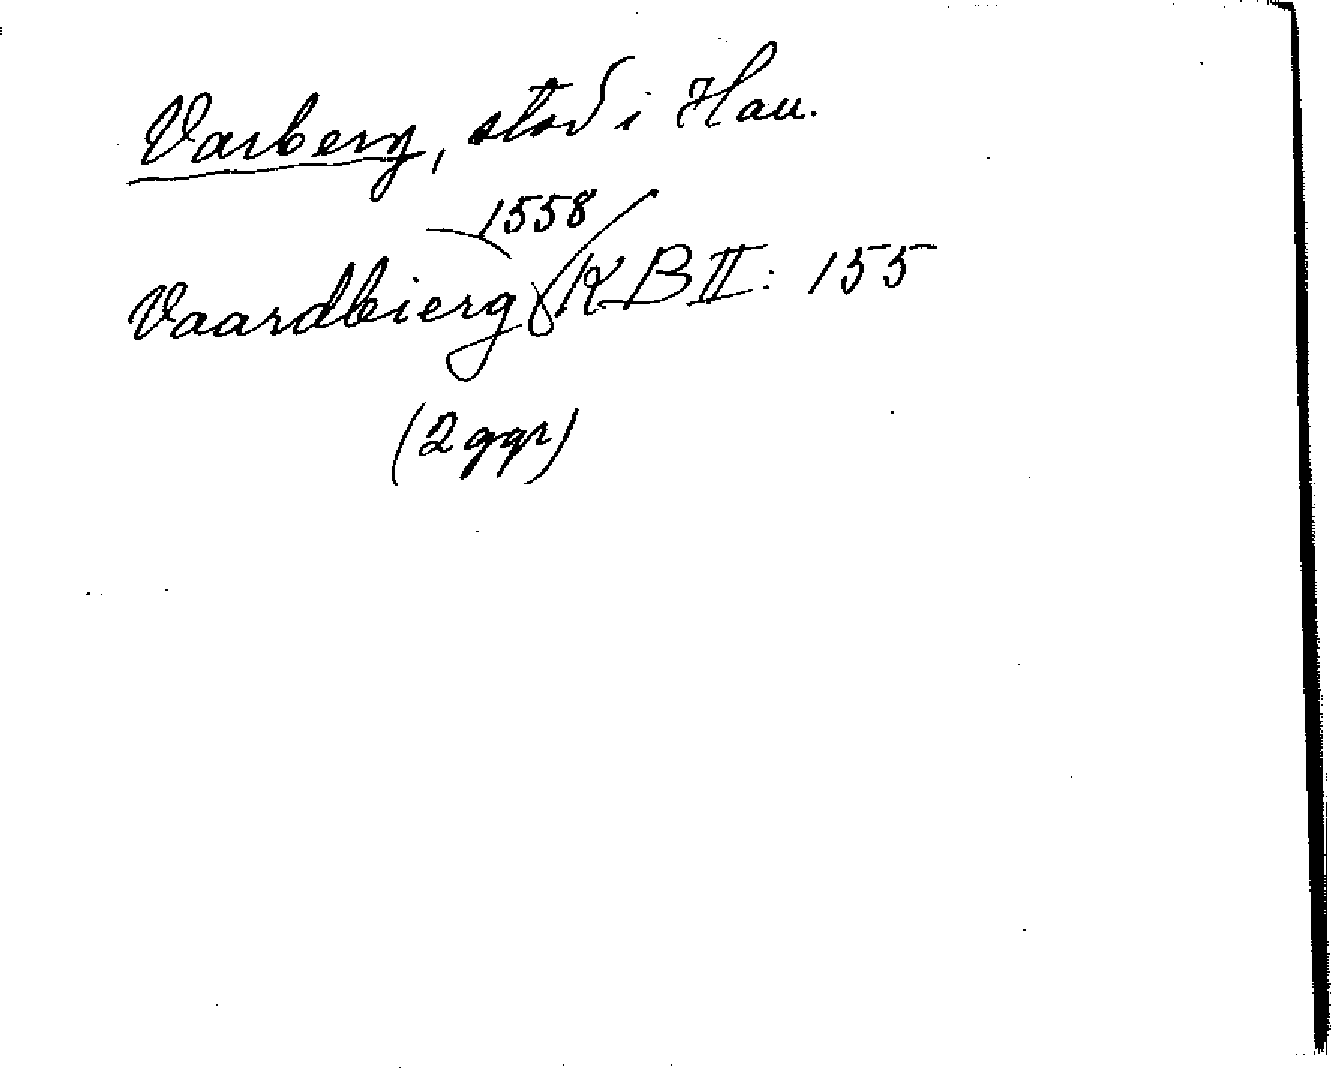 Varberg, stad i Hall.
Vaardbierg 1558 KB II: 155
(2 ggr)